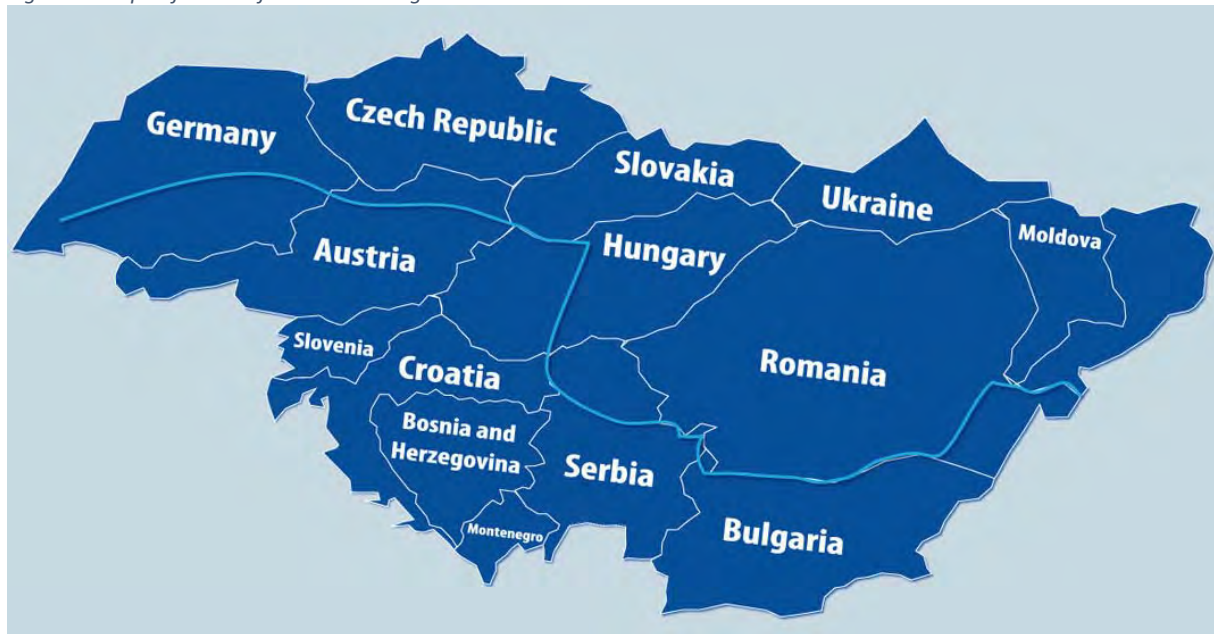 Germany
Czech Republic
Slovakia
Ukraine
Moldova
Austria
Hungary
Slovenia
Croatia
Romania
Bosnia and
Herzegovina
Serbia
Montenegro
Bulgaria